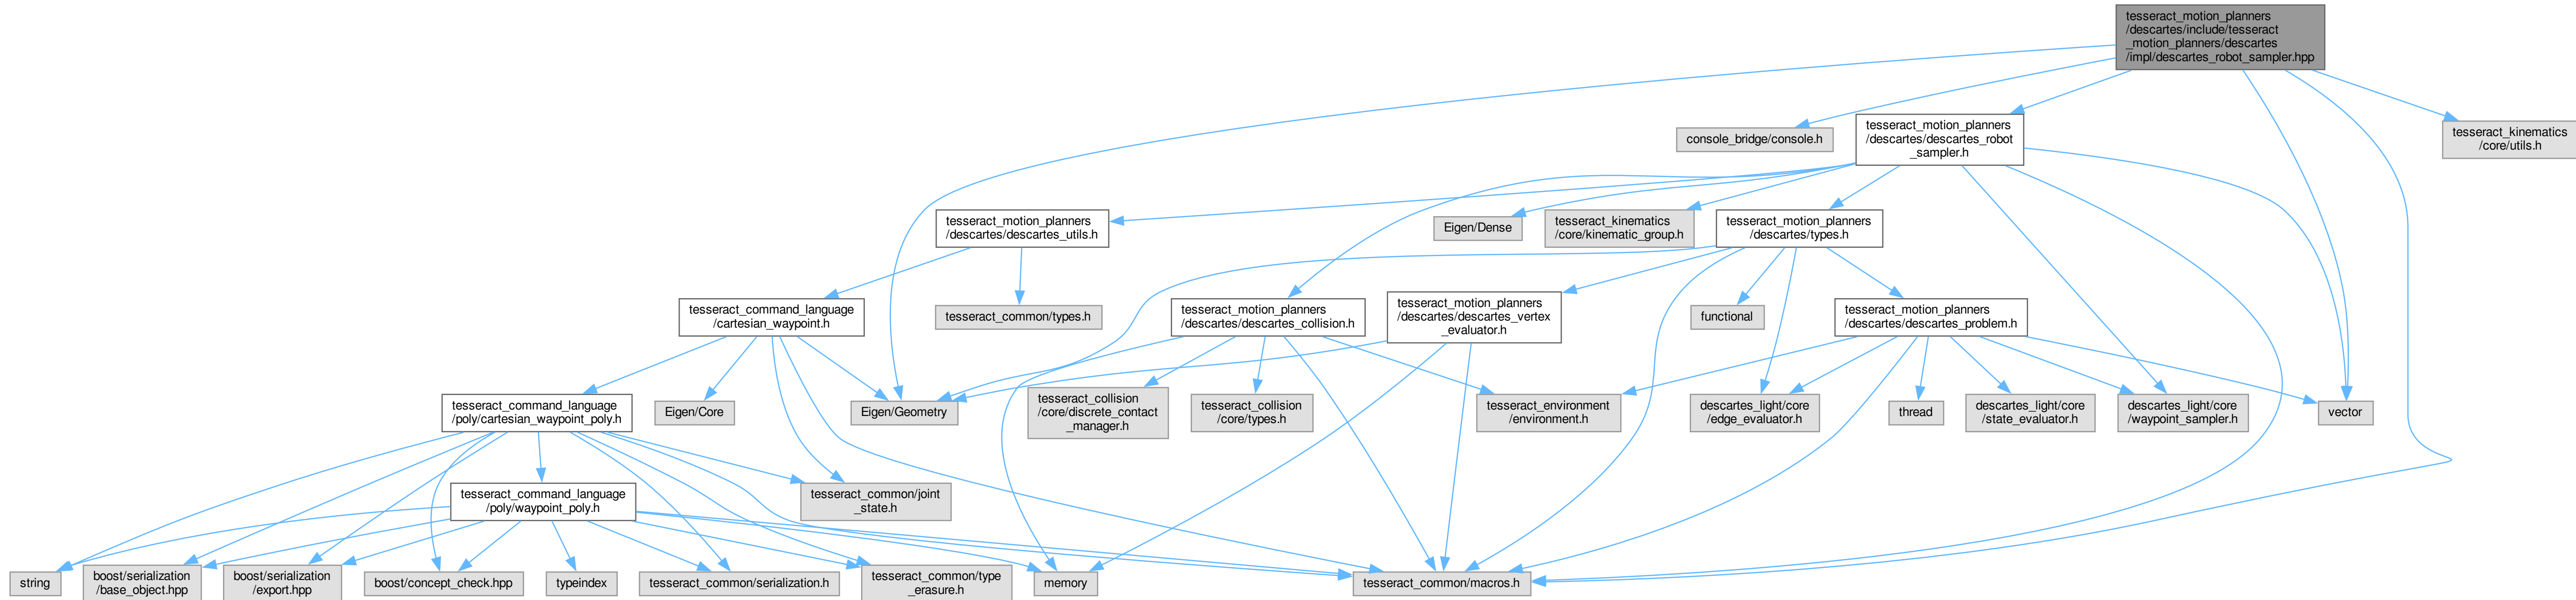 tesseract_motion_planners
/descartes/include/tesseract
_motion_planners/descartes
/impl/descartes_robot_sampler.hpp
console_bridge/console.h
tesseract_motion_planners
/descartes/descartes_robot
_sampler.h
tesseract_kinematics
/core/utils.h
tesseract_motion_planners
/descartes/descartes_utils.h
Eigen/Dense
tesseract_kinematics
/core/kinematic_group.h
tesseract_motion_planners
/descartes/types.h
tesseract_command_language
/cartesian_waypoint.h
tesseract_common/types.h
tesseract_motion_planners
/descartes/descartes_collision.h
tesseract_motion_planners
/descartes/descartes_vertex
_evaluator.h
functional
tesseract_motion_planners
/descartes/descartes_problem.h
tesseract_command_language
/poly/cartesian_waypoint_poly.h
Eigen/Core
Eigen/Geometry
tesseract_collision
/core/discrete_contact
_manager.h
tesseract_collision
/core/types.h
tesseract_environment
/environment.h
descartes_light/core
/edge_evaluator.h
thread
descartes_light/core
/state_evaluator.h
descartes_light/core
/waypoint_sampler.h
vector
tesseract_command_language
/poly/waypoint_poly.h
tesseract_common/joint
_state.h
string
boost/serialization
/base_object.hpp
boost/serialization
/export.hpp
boost/concept_check.hpp
typeindex
tesseract_common/serialization.h
tesseract_common/type
_erasure.h
memory
tesseract_common/macros.h